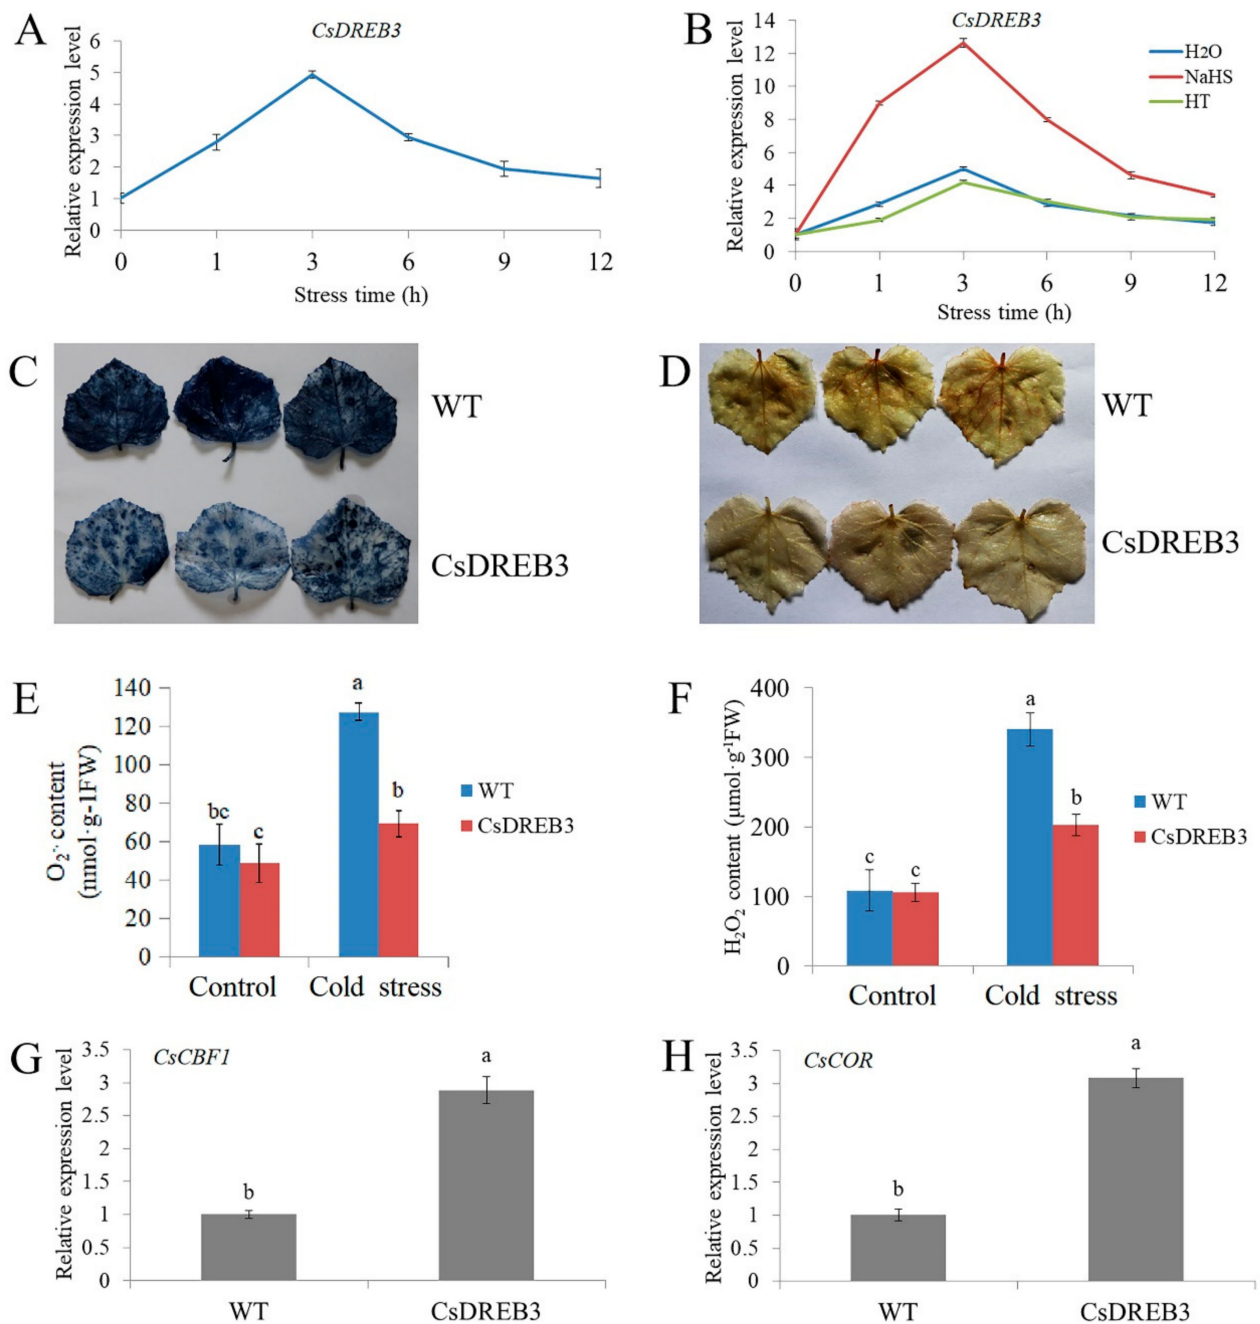 A
CsDREB3
Relative expression level
6
5
4
3
2
1
0
0 1 3 6 9 12
Stress time (h)
B
CsDREB3
Relative expression level
14
12
10
8
6
4
2
0
0 1 3 6 9 12
Stress time (h)
H2O
NaHS
HT
C
WT
CsDREB3
D
WT
CsDREB3
E
O₂⁻· content
(nmol·g-1FW)
140
120
100
80
60
40
20
0
bc c a b
Control Cold stress
WT
CsDREB3
F
H₂O₂ content (μmol·g⁻¹FW)
400
300
200
100
0
c c a b
Control Cold stress
WT
CsDREB3
G
CsCBF1
Relative expression level
3.5
3
2.5
2
1.5
1
0.5
0
b a
WT CsDREB3
H
CsCOR
Relative expression level
3.5
3
2.5
2
1.5
1
0.5
0
b a
WT CsDREB3